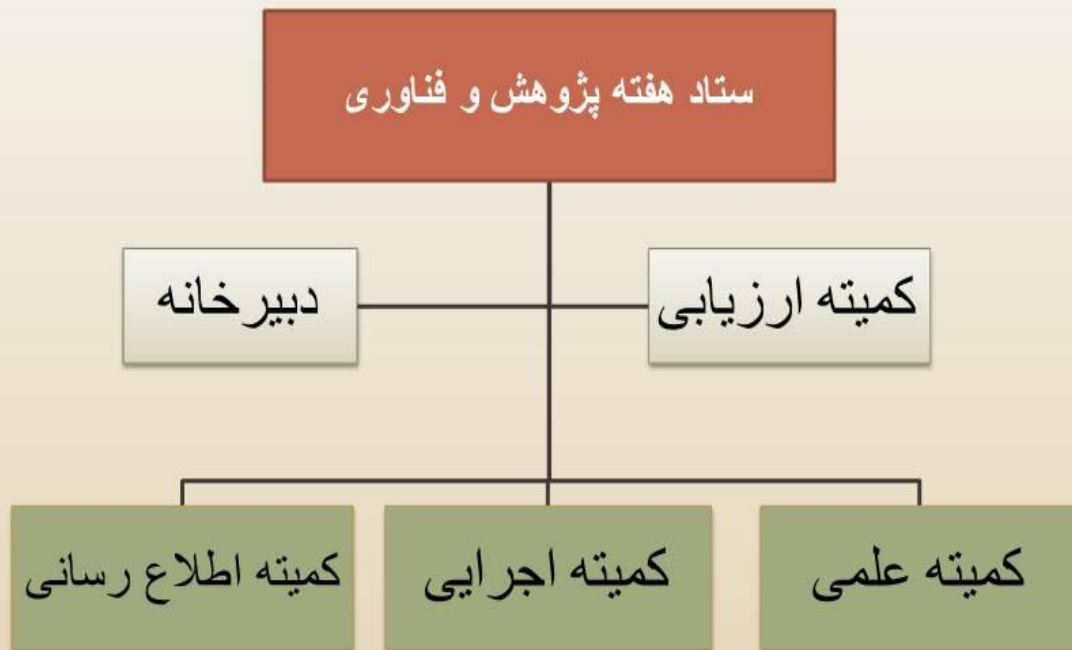 ستاد هفته پژوهش و فناوری
کمیته ارزیابی
دبیرخانه
کمیته علمی
کمیته اجرایی
کمیته اطلاع رسانی